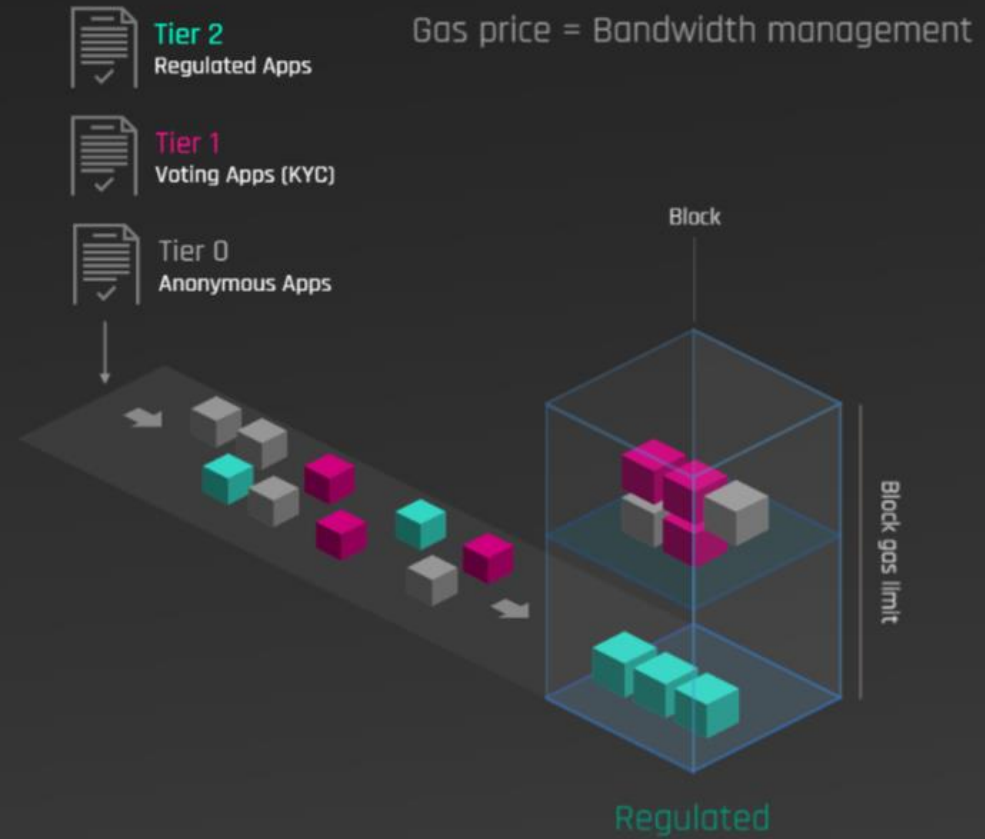 Gas price = Bandwidth management
Tier 2
Regulated Apps
Tier 1
Voting Apps (KYC)
Tier 0
Anonymous Apps
Block
Block gas limit
Regulated